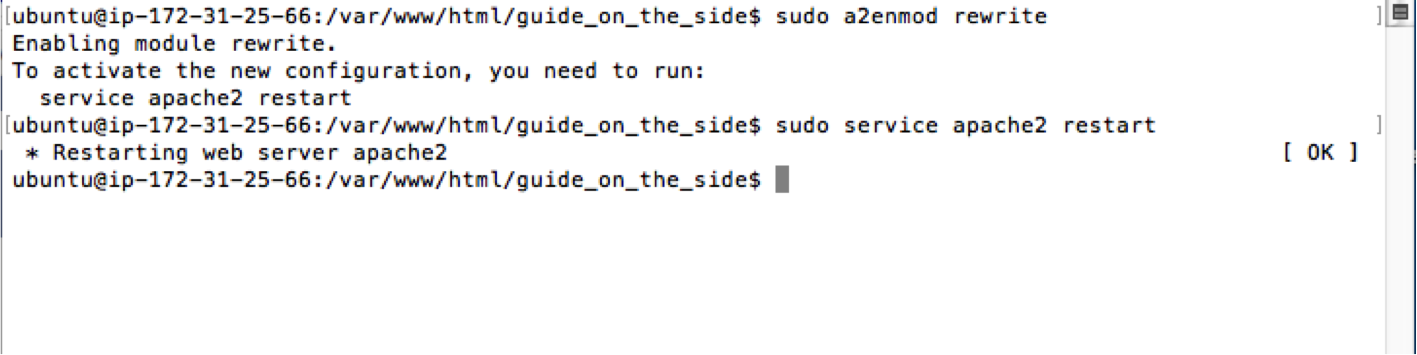 [ubuntu@ip-172-31-25-66:/var/www/html/guide_on_the_side$ sudo a2enmod rewrite ]
Enabling module rewrite.
To activate the new configuration, you need to run:
  service apache2 restart
[ubuntu@ip-172-31-25-66:/var/www/html/guide_on_the_side$ sudo service apache2 restart ]
 * Restarting web server apache2 [ OK ]
ubuntu@ip-172-31-25-66:/var/www/html/guide_on_the_side$